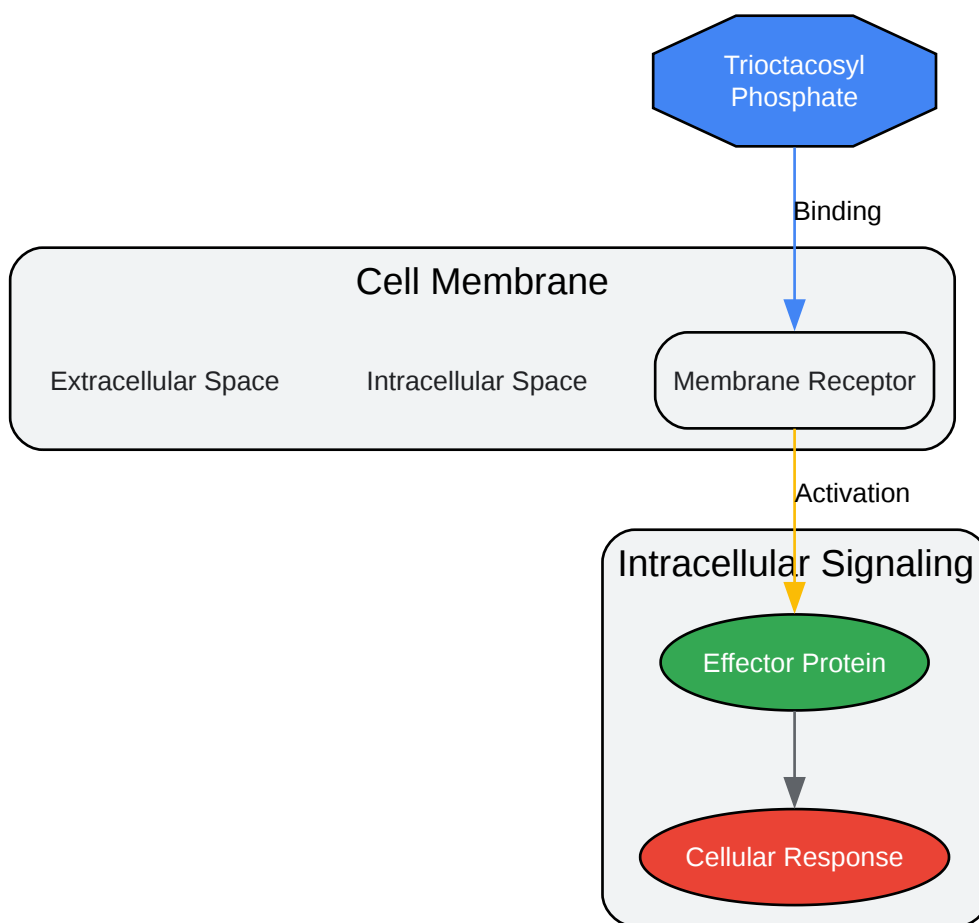 Trioctacosyl
Phosphate
Binding
Cell Membrane
Extracellular Space
Intracellular Space
Membrane Receptor
Activation
Intracellular Signaling
Effector Protein
Cellular Response